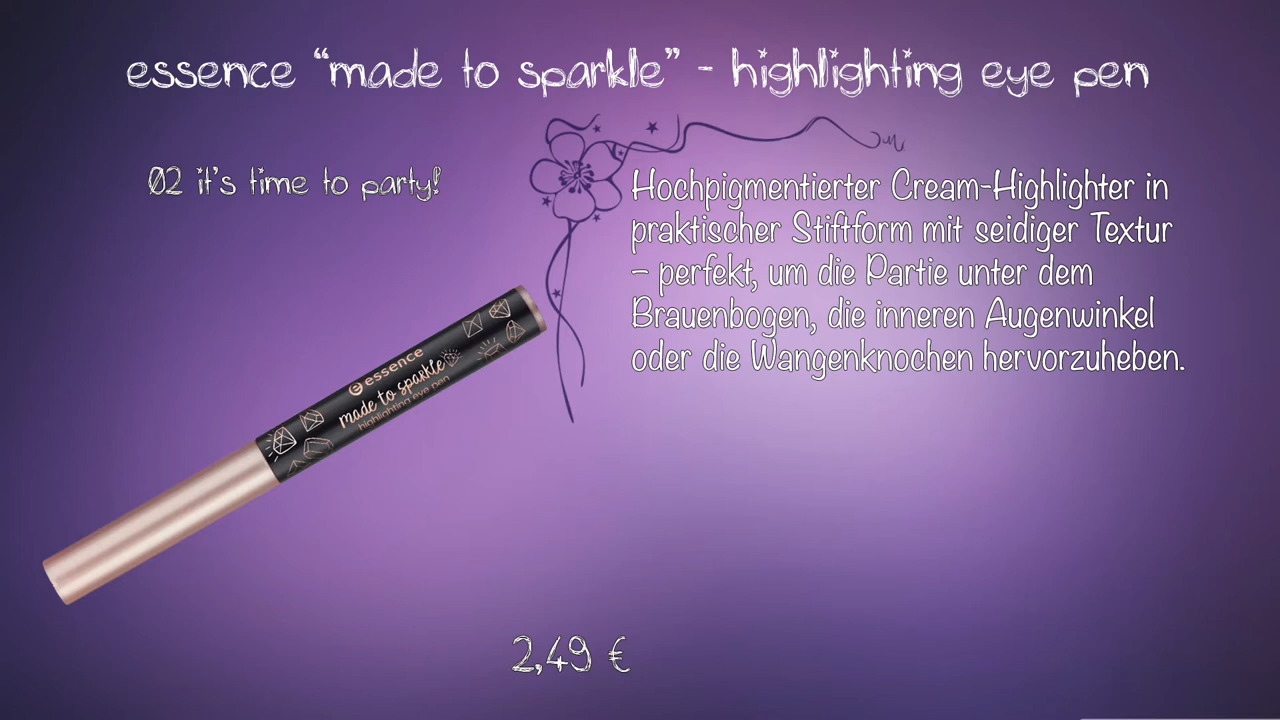 essence “made to sparkle” - highlighting eye pen
02 it's time to party!
Hochpigmentierter Cream-Highlighter in
praktischer Stiftform mit seidiger Textur
– perfekt, um die Partie unter dem
Brauenbogen, die inneren Augenwinkel
oder die Wangenknochen hervorzuheben.
essence
made to sparkle
highlighting eye pen
2,49 €